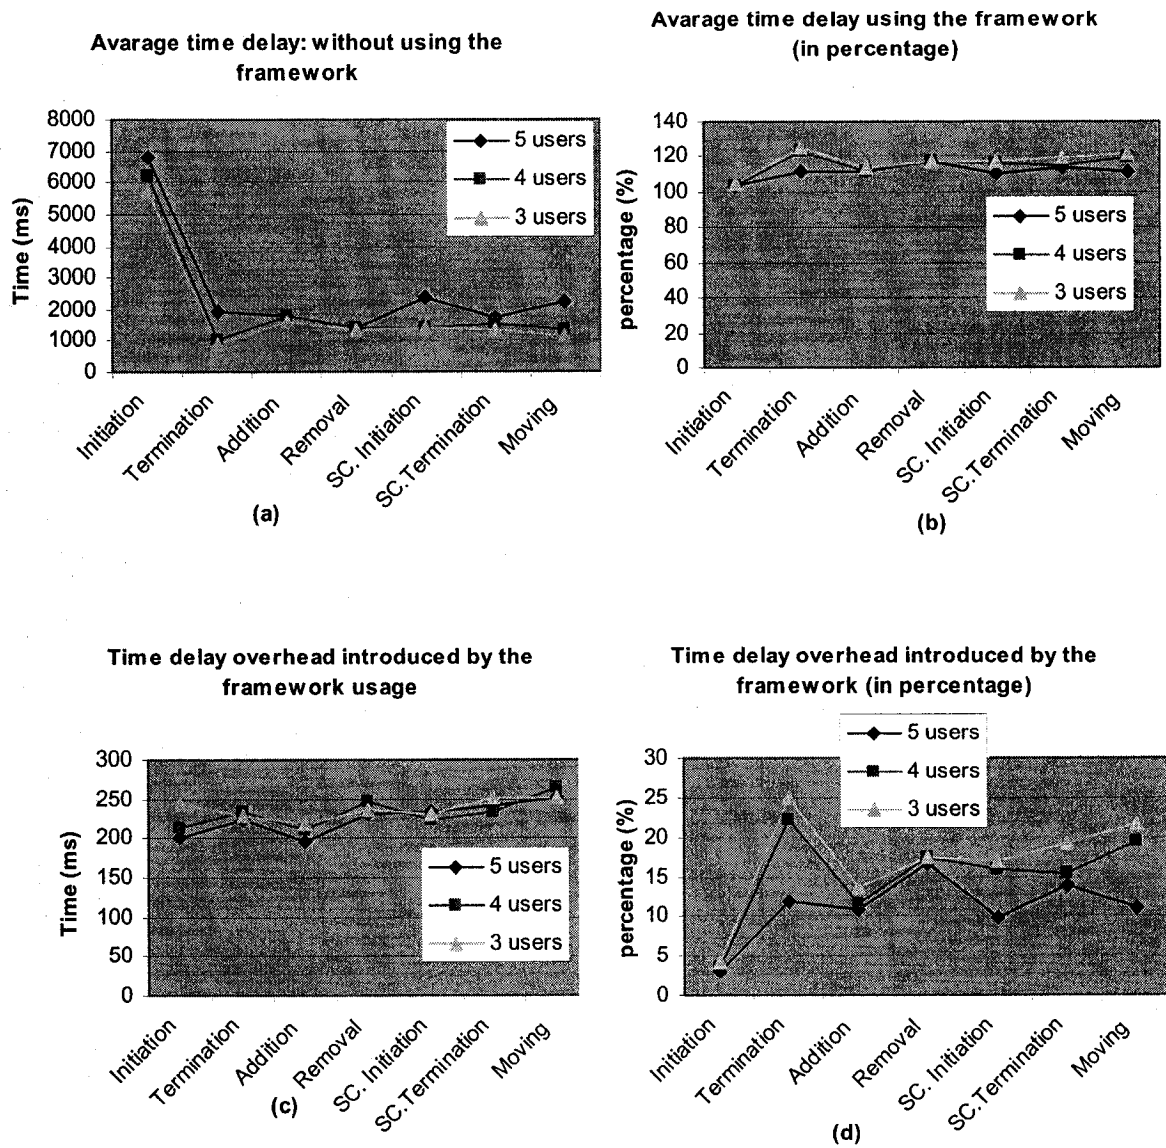 Avarage time delay: without using the
framework
Time (ms)
8000
7000
6000
5000
4000
3000
2000
1000
0
5 users
4 users
3 users
Initiation
Termination
Addition
Removal
SC. Initiation
SC.Termination
Moving
(a)
Avarage time delay using the framework
(in percentage)
percentage (%)
140
120
100
80
60
40
20
0
5 users
4 users
3 users
Initiation
Termination
Addition
Removal
SC. Initiation
SC.Termination
Moving
(b)
Time delay overhead introduced by the
framework usage
Time (ms)
300
250
200
150
100
50
0
5 users
4 users
3 users
Initiation
Termination
Addition
Removal
SC. Initiation
SC.Termination
Moving
(c)
Time delay overhead introduced by the
framework (in percentage)
percentage (%)
30
25
20
15
10
5
0
5 users
4 users
3 users
Initiation
Termination
Addition
Removal
SC. Initiation
SC.Termination
Moving
(d)